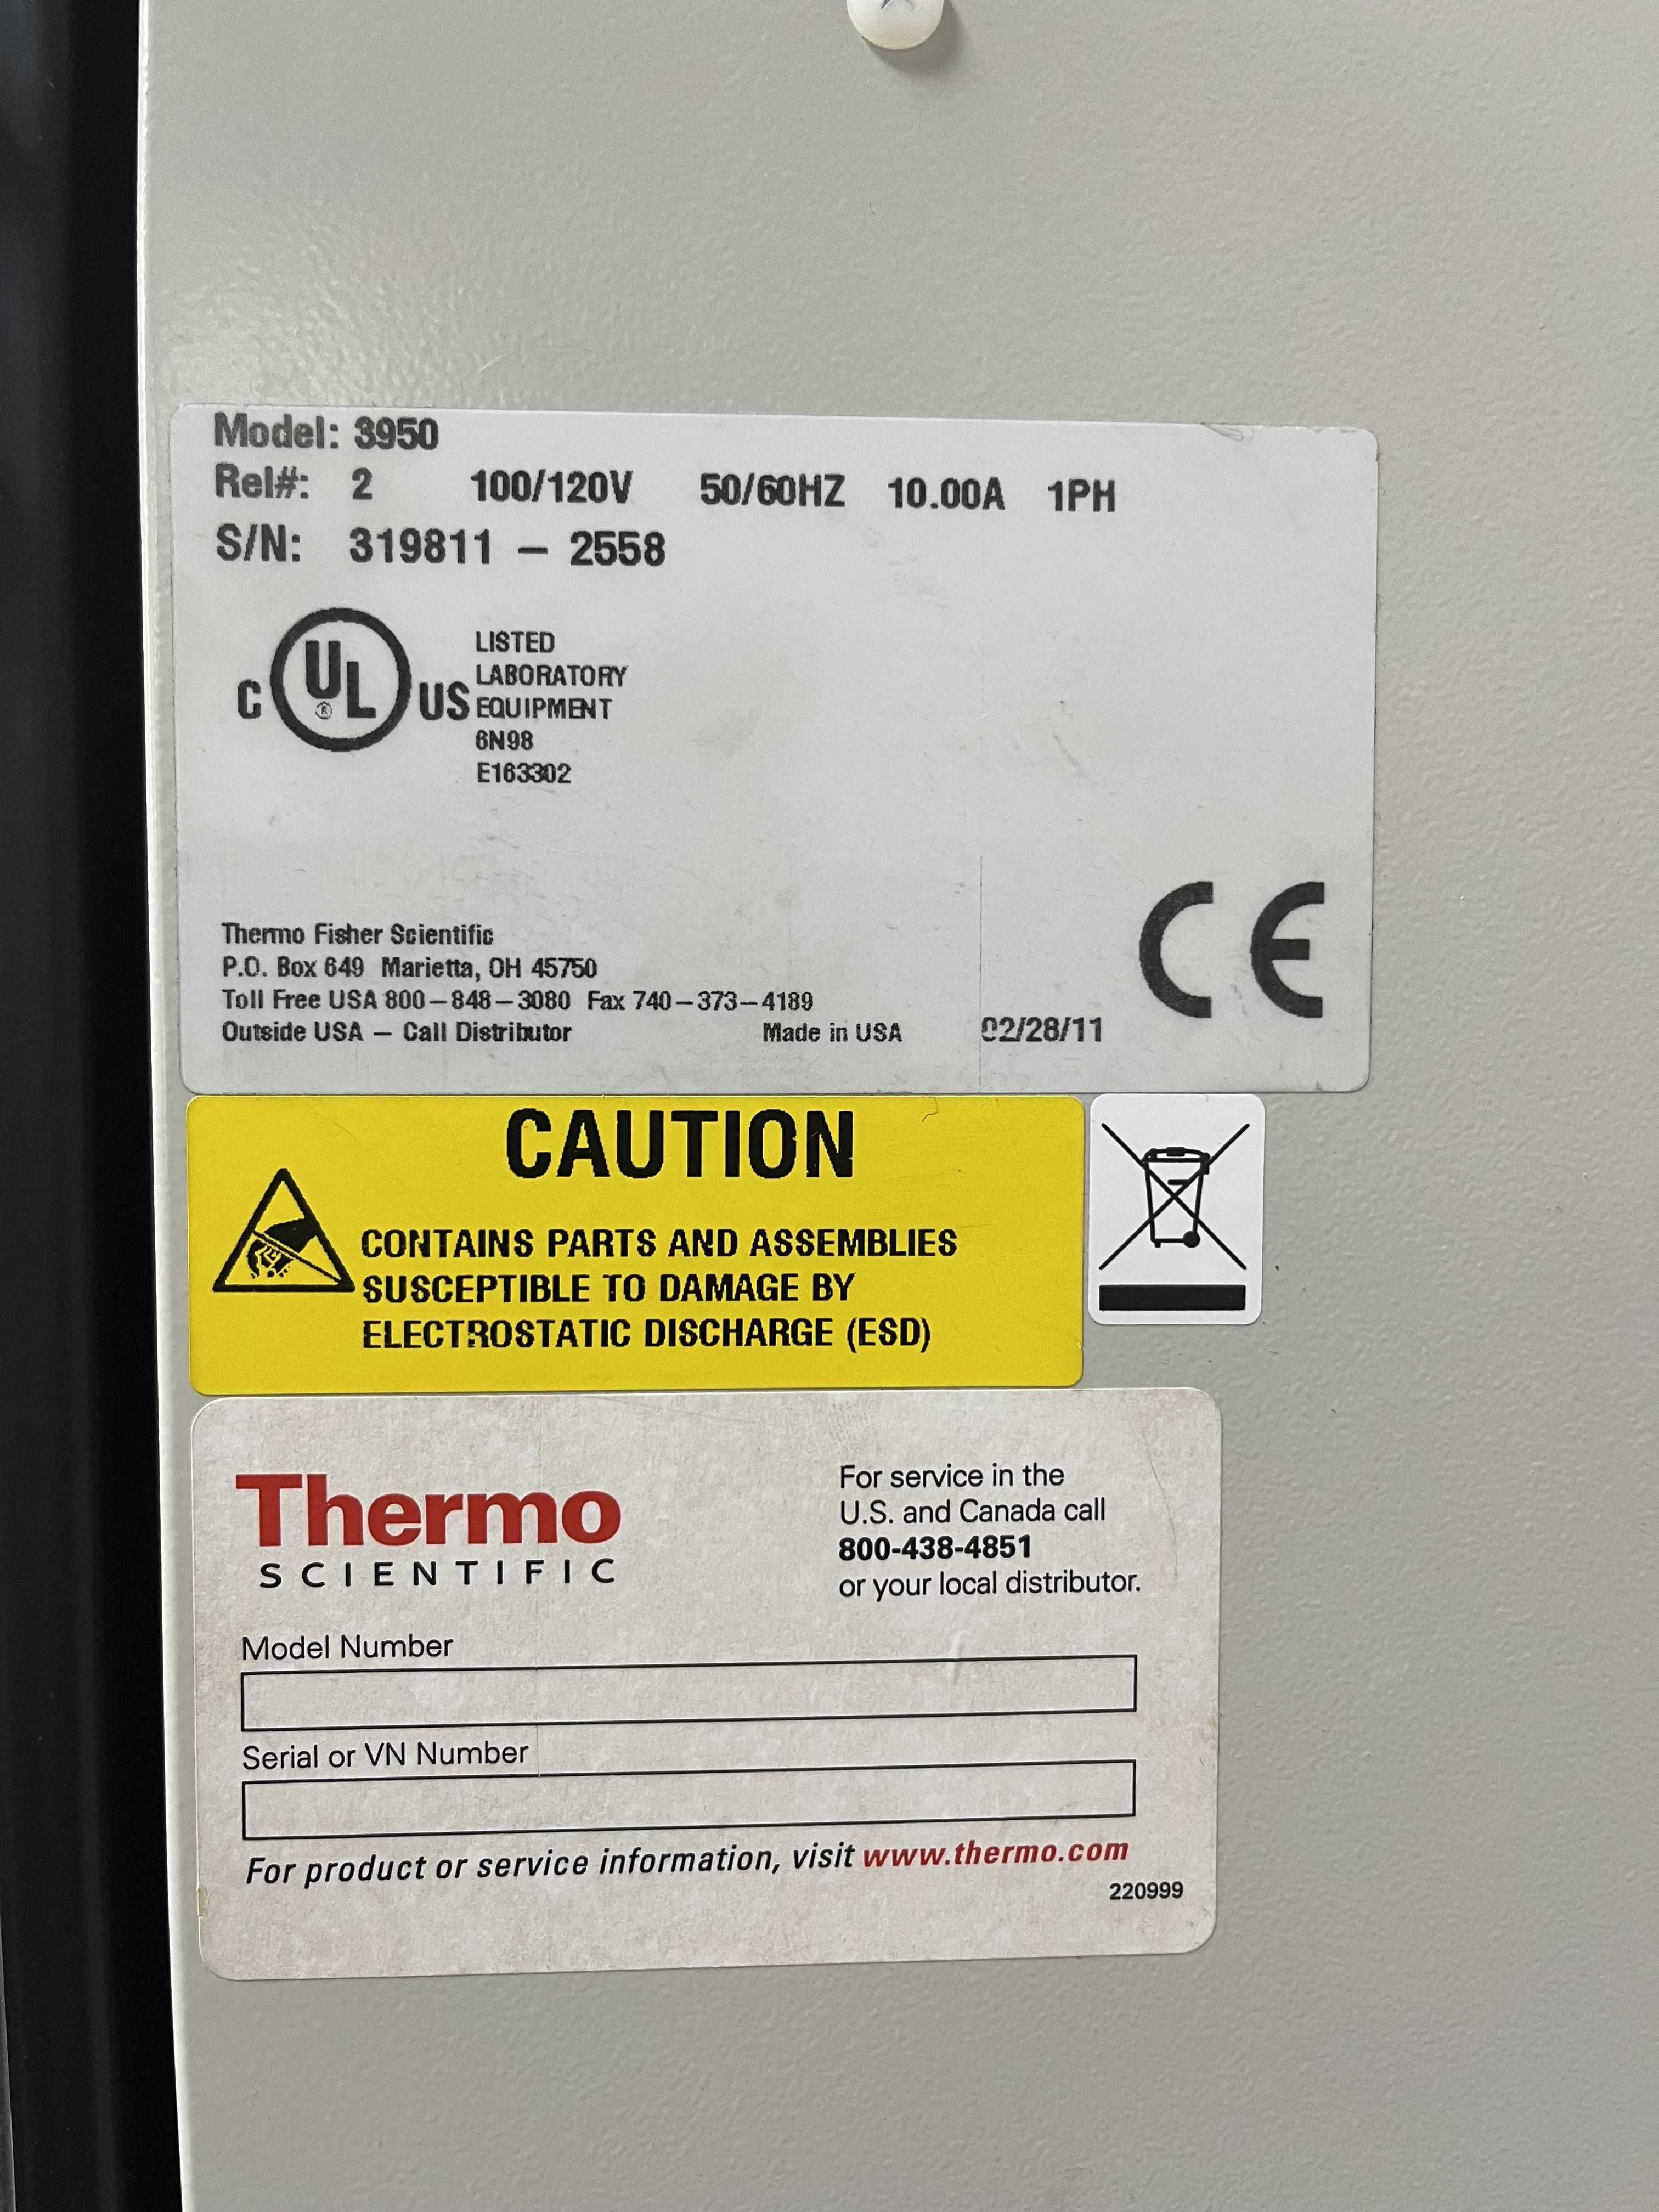 Model: 3950
Rel#: 2 100/120V 50/60HZ 10.00A 1PH
S/N: 319811 – 2558
C UL ® US
LISTED
LABORATORY
EQUIPMENT
6N98
E163302
Thermo Fisher Scientific
P.O. Box 649 Marietta, OH 45750
Toll Free USA 800–848–3080 Fax 740–373–4189
Outside USA – Call Distributor Made in USA 02/28/11
CE
CAUTION
CONTAINS PARTS AND ASSEMBLIES
SUSCEPTIBLE TO DAMAGE BY
ELECTROSTATIC DISCHARGE (ESD)
Thermo
SCIENTIFIC
For service in the
U.S. and Canada call
800-438-4851
or your local distributor.
Model Number
Serial or VN Number
For product or service information, visit www.thermo.com
220999